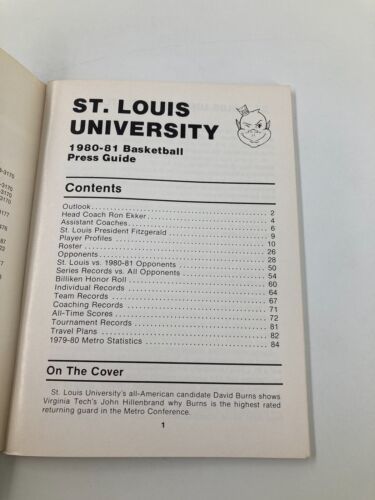 ST. LOUIS
UNIVERSITY
1980-81 Basketball
Press Guide
Contents
Outlook 2
Head Coach Ron Ekker 4
Assistant Coaches 6
St. Louis President Fitzgerald 9
Player Profiles 10
Roster 26
Opponents 28
St. Louis vs. 1980-81 Opponents 50
Series Records vs. All Opponents 54
Billiken Honor Roll 60
Individual Records 64
Team Records 67
Coaching Records 71
All-Time Scores 72
Tournament Records 81
Travel Plans 82
1979-80 Metro Statistics 84
On The Cover
St. Louis University's all-American candidate David Burns shows
Virginia Tech's John Hillenbrand why Burns is the highest rated
returning guard in the Metro Conference.
1